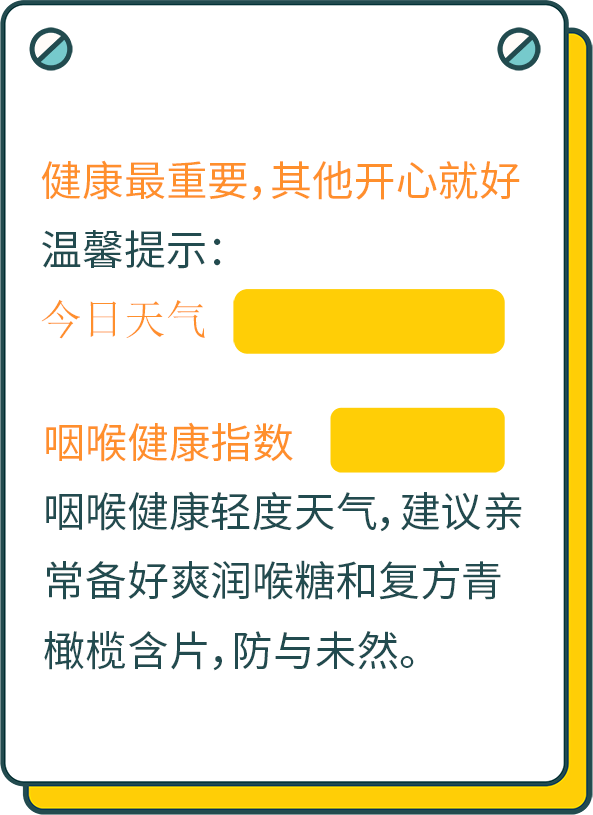 健康最重要，其他开心就好
温馨提示：
今日天气
咽喉健康指数
咽喉健康轻度天气，建议亲
常备好爽润喉糖和复方青
橄榄含片，防与未然。